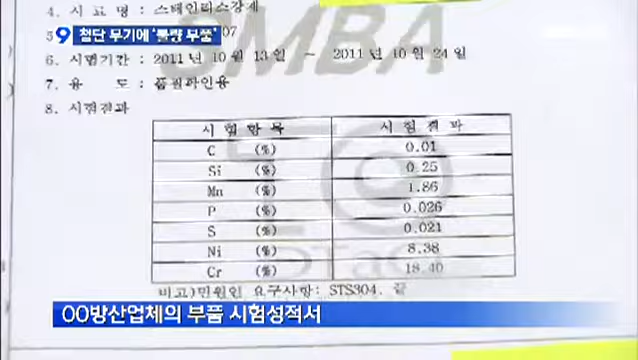 4. 시 료 명 : 스테인리스강재
5
07
9 첨단 무기에 '불량 부품'
SMBA
6. 시험기간 : 2011 년 10 월 13 일 ~ 2011 년 10 월 24 일
7. 용 도 : 품질확인용
8. 시험결과
시 험 항 목 시 험 결 과
C (%) 0.01
Si (%) 0.25
Mn (%) 1.86
P (%) 0.026
S (%) 0.021
Ni (%) 8.38
Cr (%) 18.40
비고)민원인 요구사항: STS304. 끝
OO방산업체의 부품 시험성적서